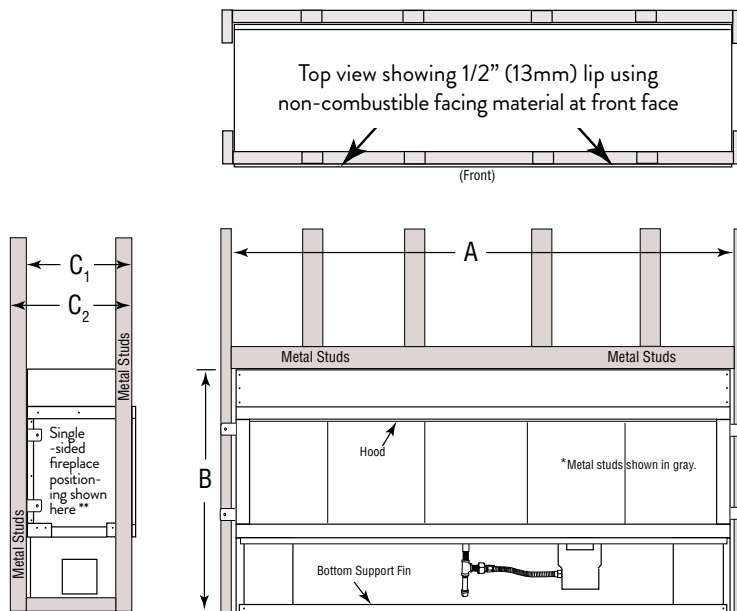 Top view showing 1/2” (13mm) lip using
non-combustible facing material at front face
(Front)
C₁
C₂
A
Metal Studs
Metal Studs
Metal Studs
B
Single
-sided
fireplace
position-
ing shown
here **
Hood
*Metal studs shown in gray.
Metal Studs
Bottom Support Fin